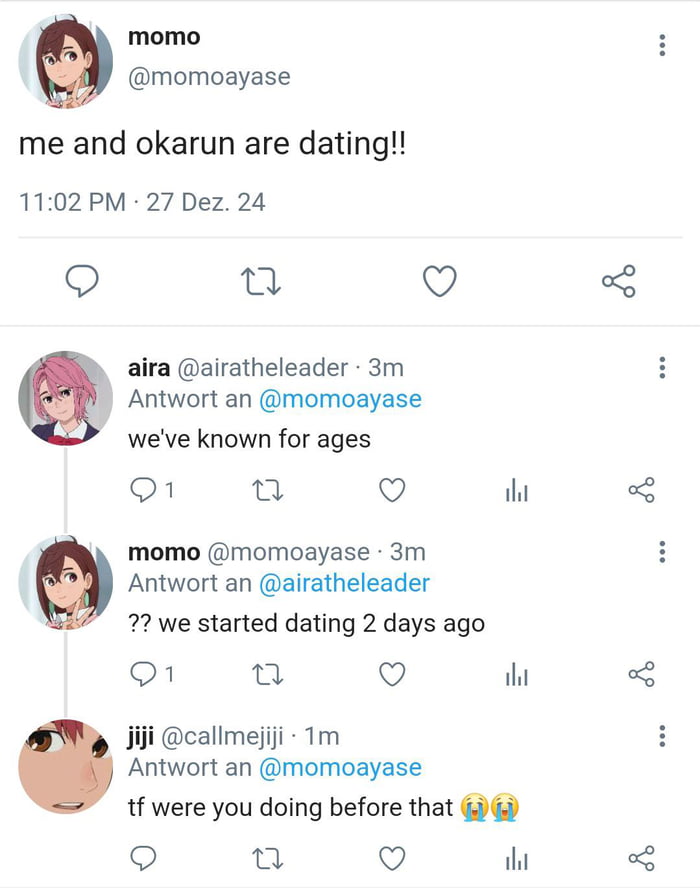 momo
@momoayase
me and okarun are dating!!
11:02 PM · 27 Dez. 24
aira @airatheleader · 3m
Antwort an @momoayase
we've known for ages
1
momo @momoayase · 3m
Antwort an @airatheleader
?? we started dating 2 days ago
1
jiji @callmejiji · 1m
Antwort an @momoayase
tf were you doing before that 😭😭